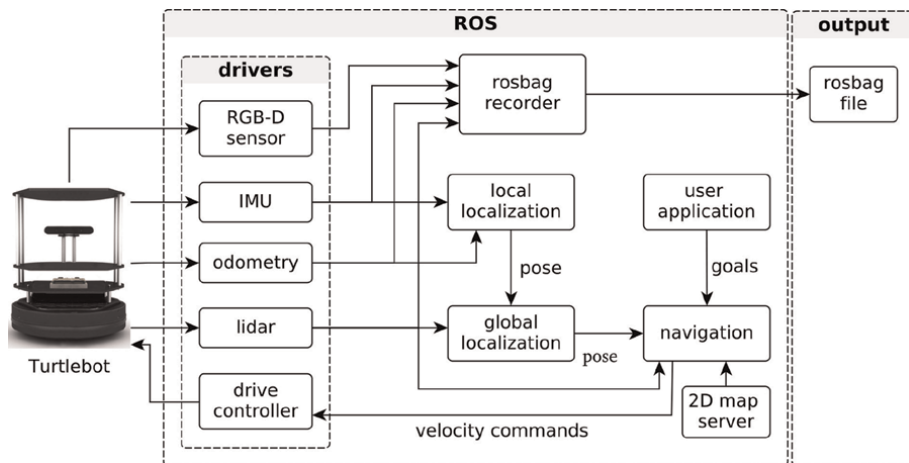 ROS
output
drivers
RGB-D
sensor
rosbag
recorder
rosbag
file
IMU
local
localization
user
application
odometry
pose
goals
lidar
global
localization
navigation
pose
Turtlebot
drive
controller
2D map
server
velocity commands